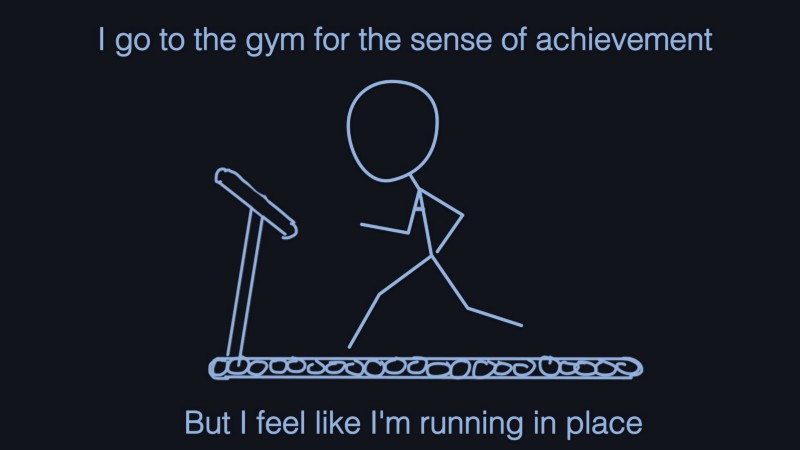 I go to the gym for the sense of achievement
But I feel like I'm running in place